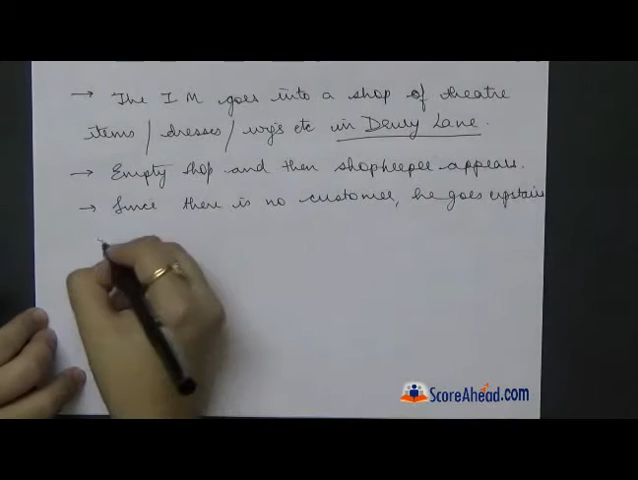 → The I M goes into a shop of theatre
items / dresses / wigs etc in Drury Lane.
→ Empty shop and then shopkeeper appears.
→ Since there is no customer, he goes upstairs
ScoreAhead.com